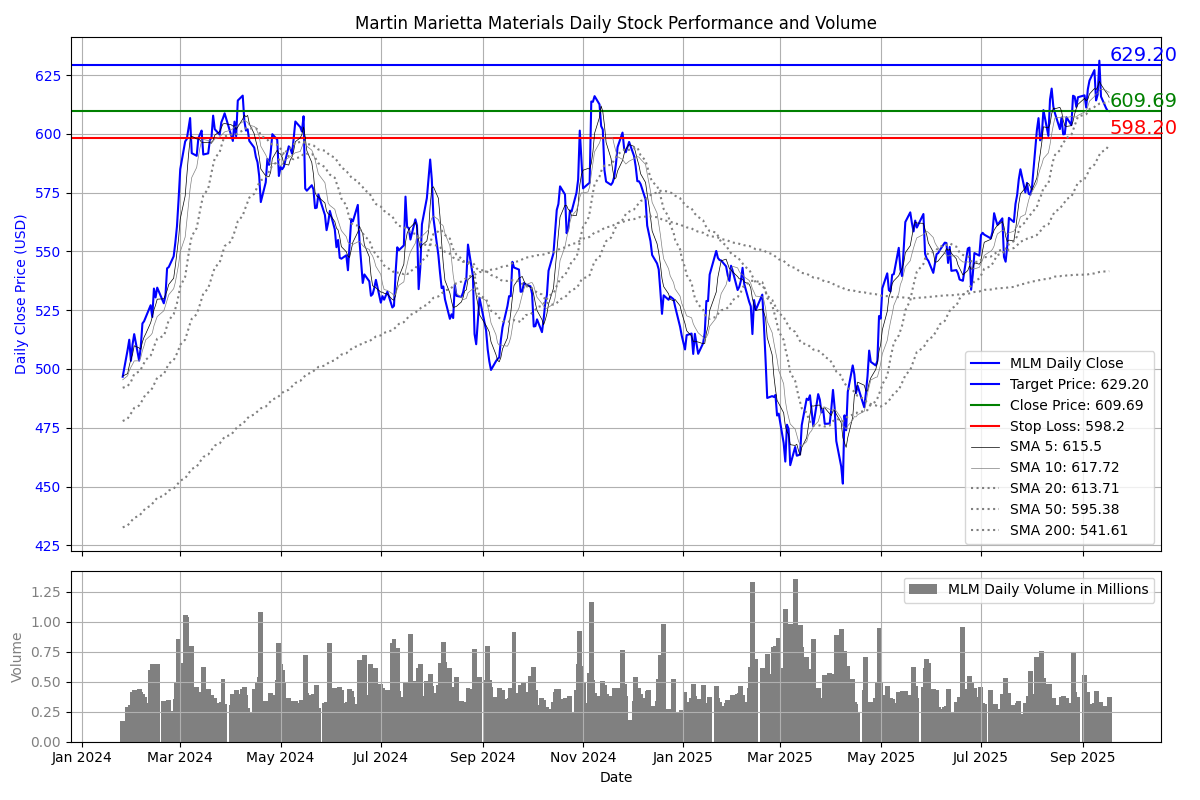 Martin Marietta Materials Daily Stock Performance and Volume
Daily Close Price (USD)
625
600
575
550
525
500
475
450
425
629.20
609.69
598.20
MLM Daily Close
Target Price: 629.20
Close Price: 609.69
Stop Loss: 598.2
SMA 5: 615.5
SMA 10: 617.72
SMA 20: 613.71
SMA 50: 595.38
SMA 200: 541.61
Volume
1.25
1.00
0.75
0.50
0.25
0.00
MLM Daily Volume in Millions
Jan 2024 Mar 2024 May 2024 Jul 2024 Sep 2024 Nov 2024 Jan 2025 Mar 2025 May 2025 Jul 2025 Sep 2025
Date